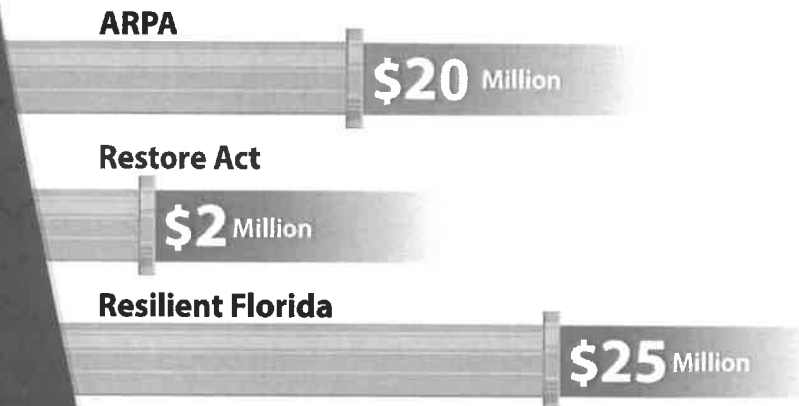 ARPA
$20 Million
Restore Act
$2 Million
Resilient Florida
$25 Million